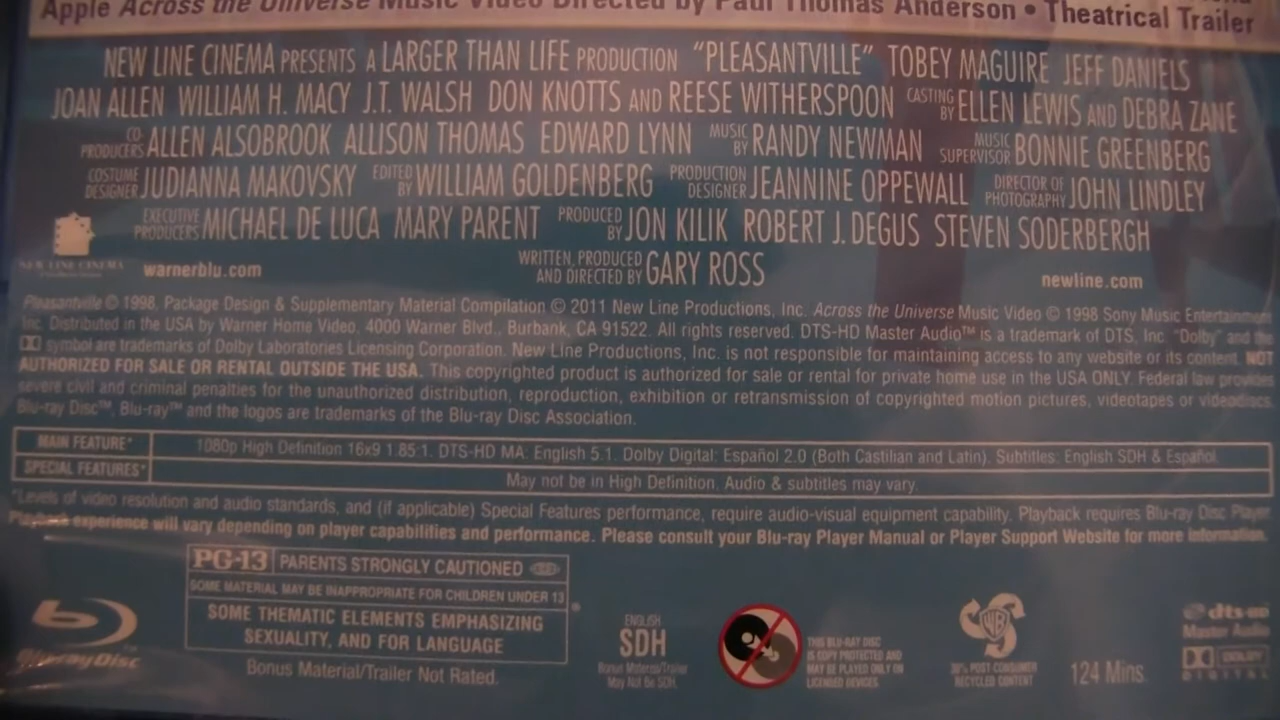 Apple Across the Universe Music Video Directed by Paul Thomas Anderson • Theatrical Trailer
NEW LINE CINEMA PRESENTS A LARGER THAN LIFE PRODUCTION "PLEASANTVILLE" TOBEY MAGUIRE JEFF DANIELS
JOAN ALLEN WILLIAM H. MACY J.T. WALSH DON KNOTTS AND REESE WITHERSPOON CASTING BY ELLEN LEWIS AND DEBRA ZANE
CO-PRODUCERS ALLEN ALSOBROOK ALLISON THOMAS EDWARD LYNN MUSIC BY RANDY NEWMAN MUSIC SUPERVISOR BONNIE GREENBERG
COSTUME DESIGNER JUDIANNA MAKOVSKY EDITED BY WILLIAM GOLDENBERG PRODUCTION DESIGNER JEANNINE OPPEWALL DIRECTOR OF PHOTOGRAPHY JOHN LINDLEY
EXECUTIVE PRODUCERS MICHAEL DE LUCA MARY PARENT PRODUCED BY JON KILIK ROBERT J. DEGUS STEVEN SODERBERGH
WRITTEN, PRODUCED AND DIRECTED BY GARY ROSS
NEW LINE CINEMA
warnerblu.com
newline.com
Pleasantville © 1998. Package Design & Supplementary Material Compilation © 2011 New Line Productions, Inc. Across the Universe Music Video © 1998 Sony Music Entertainment
Inc. Distributed in the USA by Warner Home Video, 4000 Warner Blvd., Burbank, CA 91522. All rights reserved. DTS-HD Master Audio™ is a trademark of DTS, Inc. "Dolby" and the
symbol are trademarks of Dolby Laboratories Licensing Corporation. New Line Productions, Inc. is not responsible for maintaining access to any website or its content. NOT
AUTHORIZED FOR SALE OR RENTAL OUTSIDE THE USA. This copyrighted product is authorized for sale or rental for private home use in the USA ONLY. Federal law provides
severe civil and criminal penalties for the unauthorized distribution, reproduction, exhibition or retransmission of copyrighted motion pictures, videotapes or videodiscs.
Blu-ray Disc™, Blu-ray™ and the logos are trademarks of the Blu-ray Disc Association.
MAIN FEATURE* 1080p High Definition 16x9 1.85:1. DTS-HD MA: English 5.1. Dolby Digital: Español 2.0 (Both Castilian and Latin). Subtitles: English SDH & Español.
SPECIAL FEATURES* May not be in High Definition. Audio & subtitles may vary.
*Levels of video resolution and audio standards, and (if applicable) Special Features performance, require audio-visual equipment capability. Playback requires Blu-ray Disc Player.
Playback experience will vary depending on player capabilities and performance. Please consult your Blu-ray Player Manual or Player Support Website for more information.
PG-13 PARENTS STRONGLY CAUTIONED
SOME MATERIAL MAY BE INAPPROPRIATE FOR CHILDREN UNDER 13
SOME THEMATIC ELEMENTS EMPHASIZING
SEXUALITY, AND FOR LANGUAGE
®
Bonus Material/Trailer Not Rated.
Blu-ray Disc
ENGLISH
SDH
Bonus Material/Trailer
May Not Be SDH.
THIS BLU-RAY DISC
IS COPY PROTECTED AND
MAY BE PLAYED ONLY ON
LICENSED DEVICES.
WB
30% POST-CONSUMER
RECYCLED CONTENT
124 Mins.
dts-HD
Master Audio
DOLBY
DIGITAL